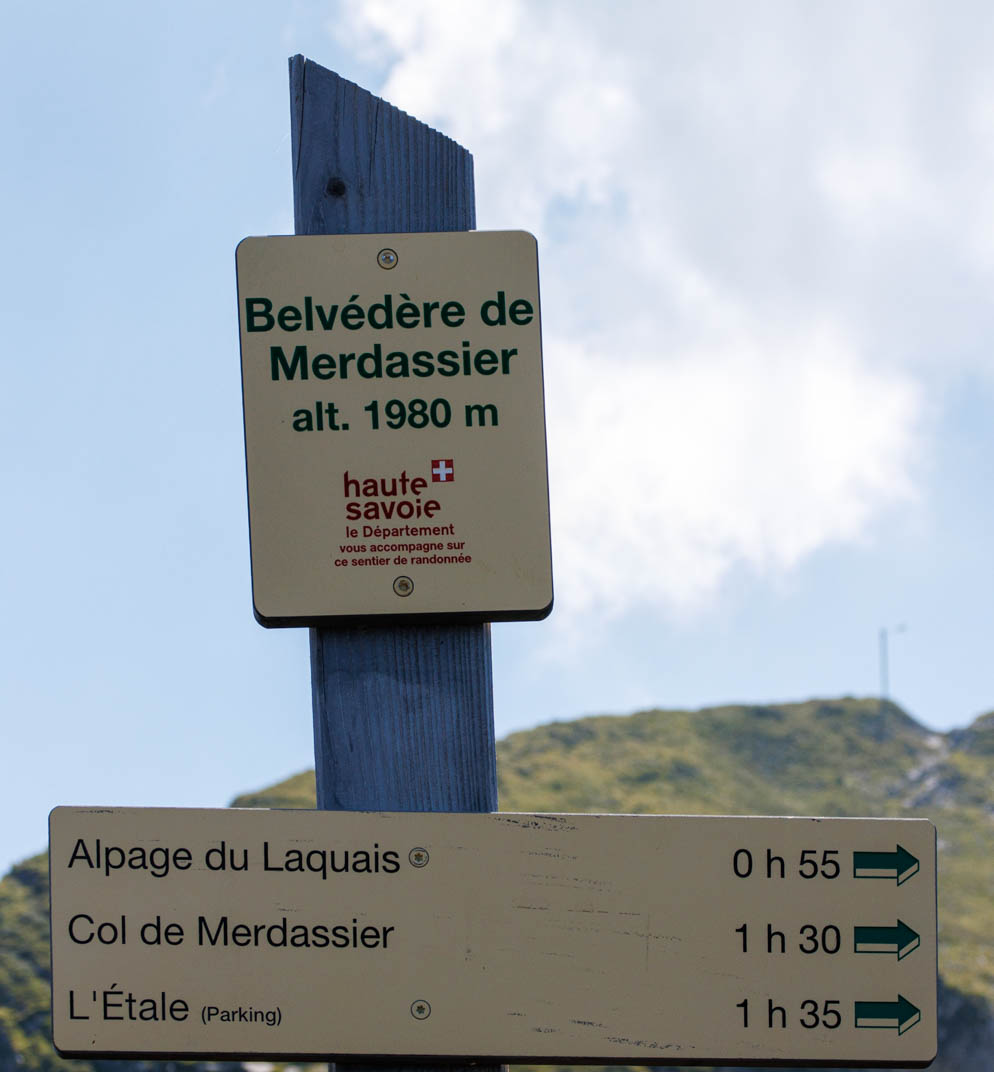 Belvédère de
Merdassier
alt. 1980 m
haute
savoie
le Département
vous accompagne sur
ce sentier de randonnée
Alpage du Laquais 0 h 55
Col de Merdassier 1 h 30
L'Étale (Parking) 1 h 35